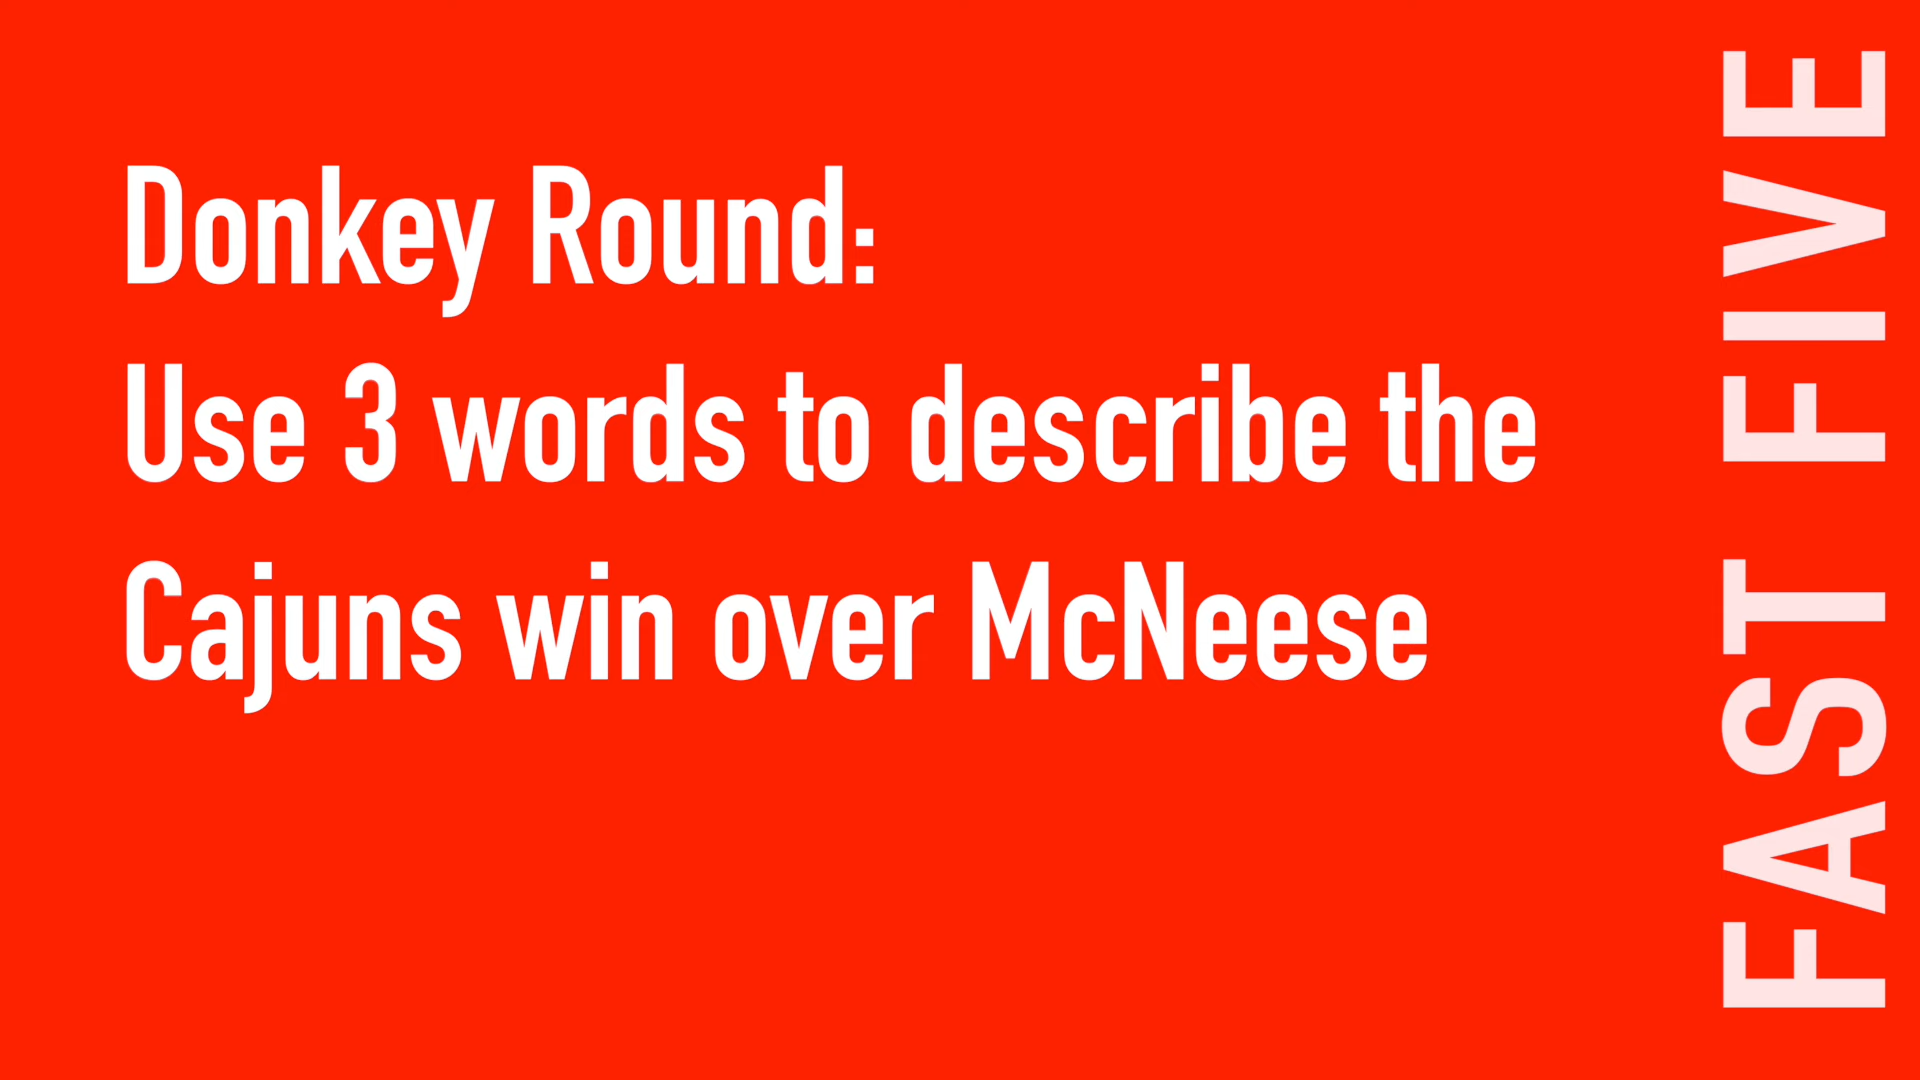 Donkey Round:
Use 3 words to describe the
Cajuns win over McNeese
FAST FIVE